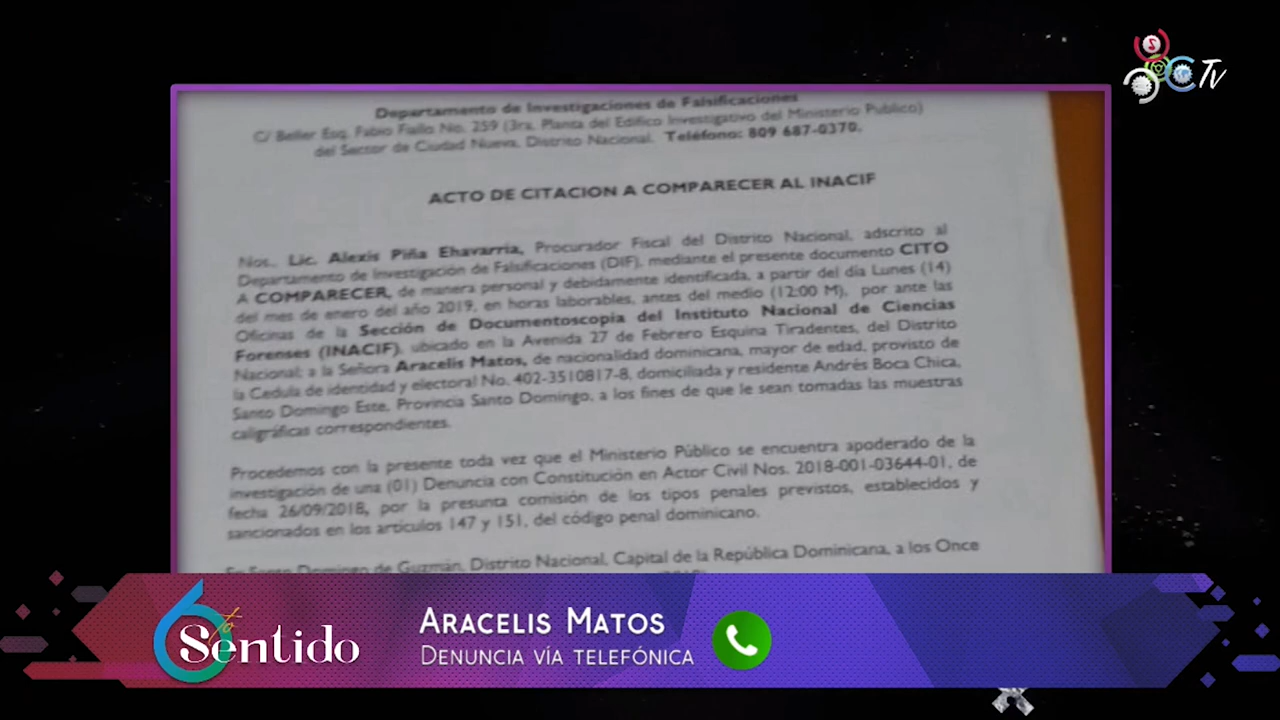 Tv
Departamento de Investigaciones de Falsificaciones
C/ Beller Esq. Fabio Fiallo No. 259 (3ra. Planta del Edifico Investigativo del Ministerio Publico)
del Sector de Ciudad Nueva, Distrito Nacional. Teléfono: 809 687-0370.
ACTO DE CITACION A COMPARECER AL INACIF
Nos., Lic. Alexis Piña Ehavarria, Procurador Fiscal del Distrito Nacional, adscrito al
Departamento de Investigación de Falsificaciones (DIF), mediante el presente documento CITO
A COMPARECER, de manera personal y debidamente identificada, a partir del día Lunes (14)
del mes de enero del año 2019, en horas laborables, antes del medio (12:00 M), por ante las
Oficinas de la Sección de Documentoscopia del Instituto Nacional de Ciencias
Forenses (INACIF), ubicado en la Avenida 27 de Febrero Esquina Tiradentes, del Distrito
Nacional; a la Señora Aracelis Matos, de nacionalidad dominicana, mayor de edad, provisto de
la Cedula de identidad y electoral No. 402-3510817-8, domiciliada y residente Andrés Boca Chica,
Santo Domingo Este, Provincia Santo Domingo, a los fines de que le sean tomadas las muestras
caligráficas correspondientes.
Procedemos con la presente toda vez que el Ministerio Público se encuentra apoderado de la
investigación de una (01) Denuncia con Constitución en Actor Civil Nos. 2018-001-03644-01, de
fecha 26/09/2018, por la presunta comisión de los tipos penales previstos, establecidos y
sancionados en los artículos 147 y 151, del código penal dominicano.
En Santo Domingo de Guzmán, Distrito Nacional, Capital de la República Dominicana, a los Once
6to Sentido
ARACELIS MATOS
DENUNCIA VÍA TELEFÓNICA